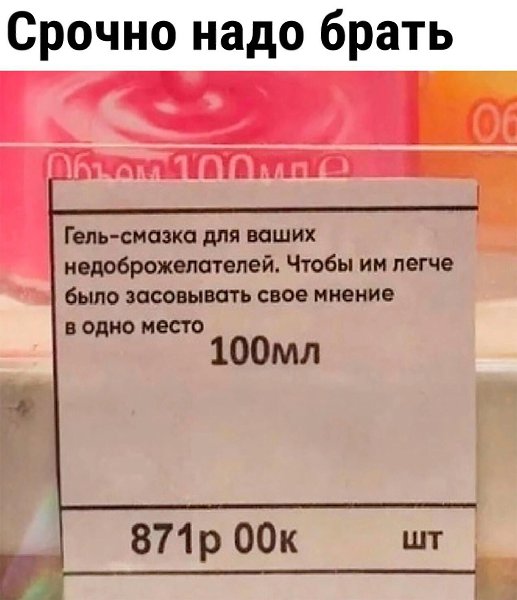 Срочно надо брать
Об
Объем 100мл е
Гель-смазка для ваших
недоброжелателей. Чтобы им легче
было засовывать свое мнение
в одно место
100мл
871р 00к шт